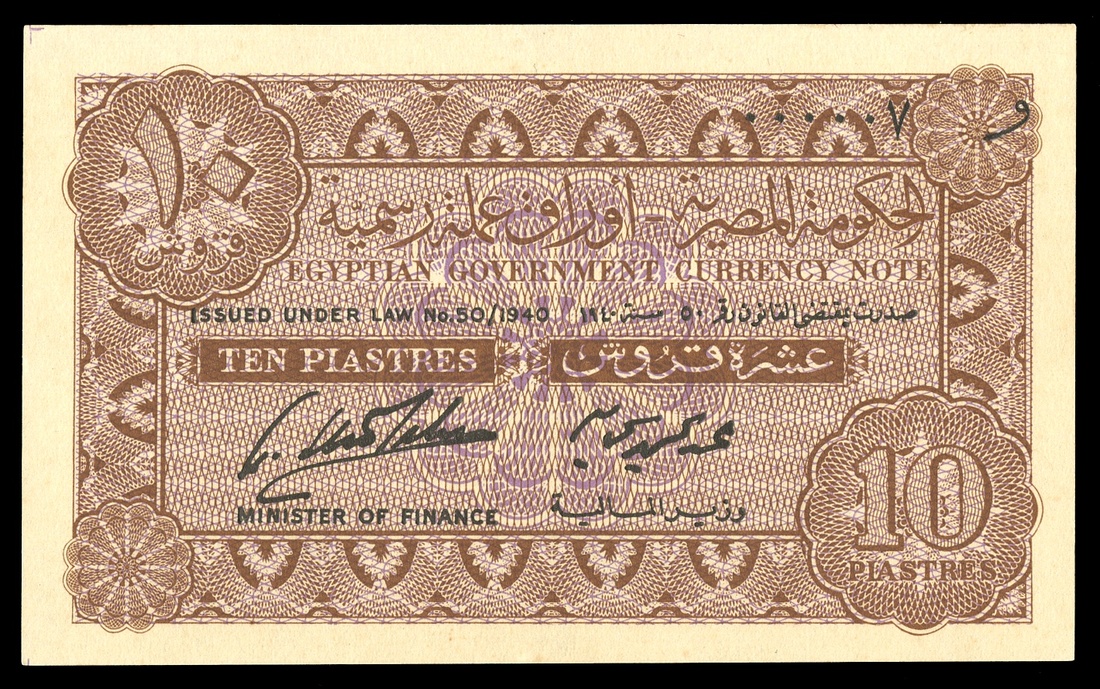 ٠٠٠٠٠٠٧ و
١٠
قروش
الحكومة المصرية - أوراق عملة رسمية
EGYPTIAN GOVERNMENT CURRENCY NOTE
ISSUED UNDER LAW No.50/1940 صدرت بمقتضى القانون رقم ٥٠ سنة ١٩٤٠
TEN PIASTRES عشرة قروش
MINISTER OF FINANCE وزير المالية
10
PIASTRES